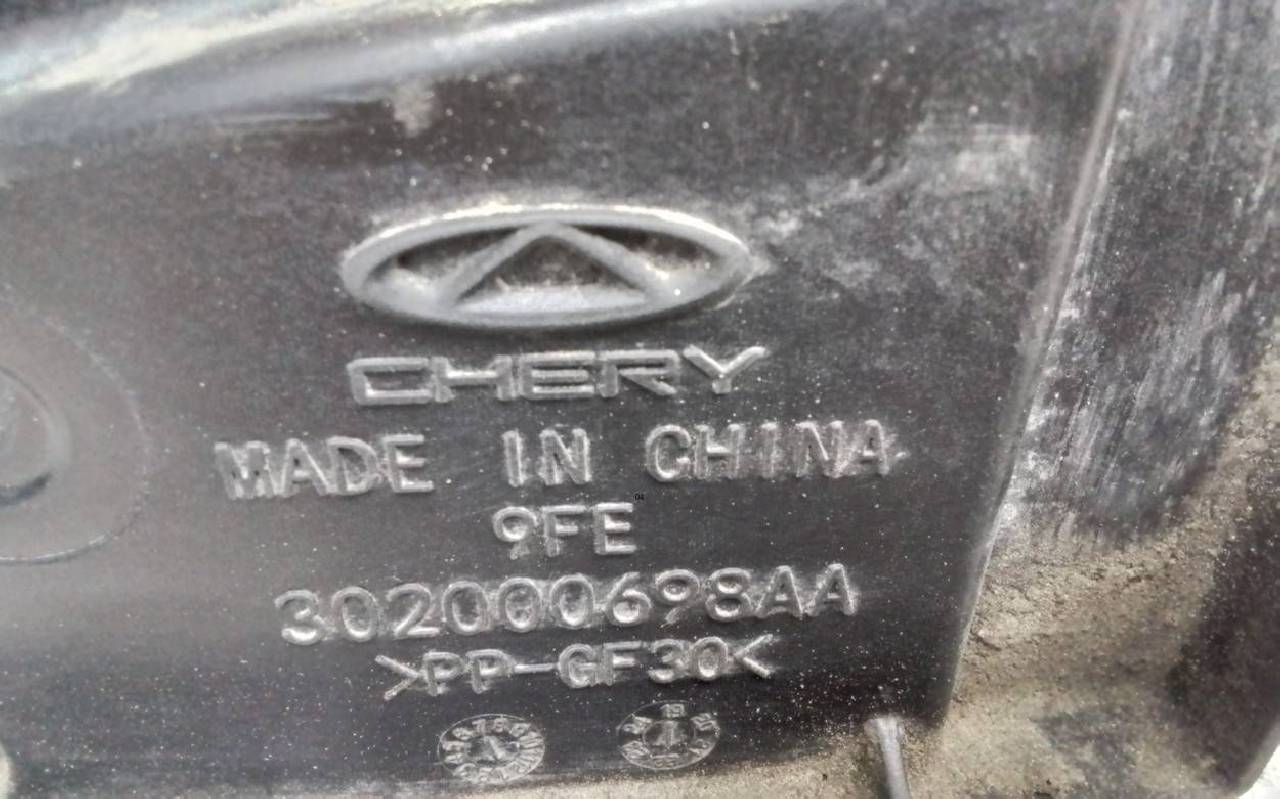 CHERY
MADE IN CHINA
9FE
302000698AA
>PP-GF30<